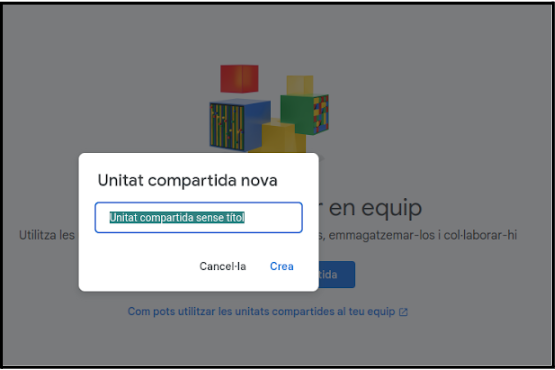 Unitat compartida nova
Unitat compartida sense títol
Cancel·la
Crea
r en equip
Utilitza les
s, emmagatzemar-los i col·laborar-hi
tida
Com pots utilitzar les unitats compartides al teu equip